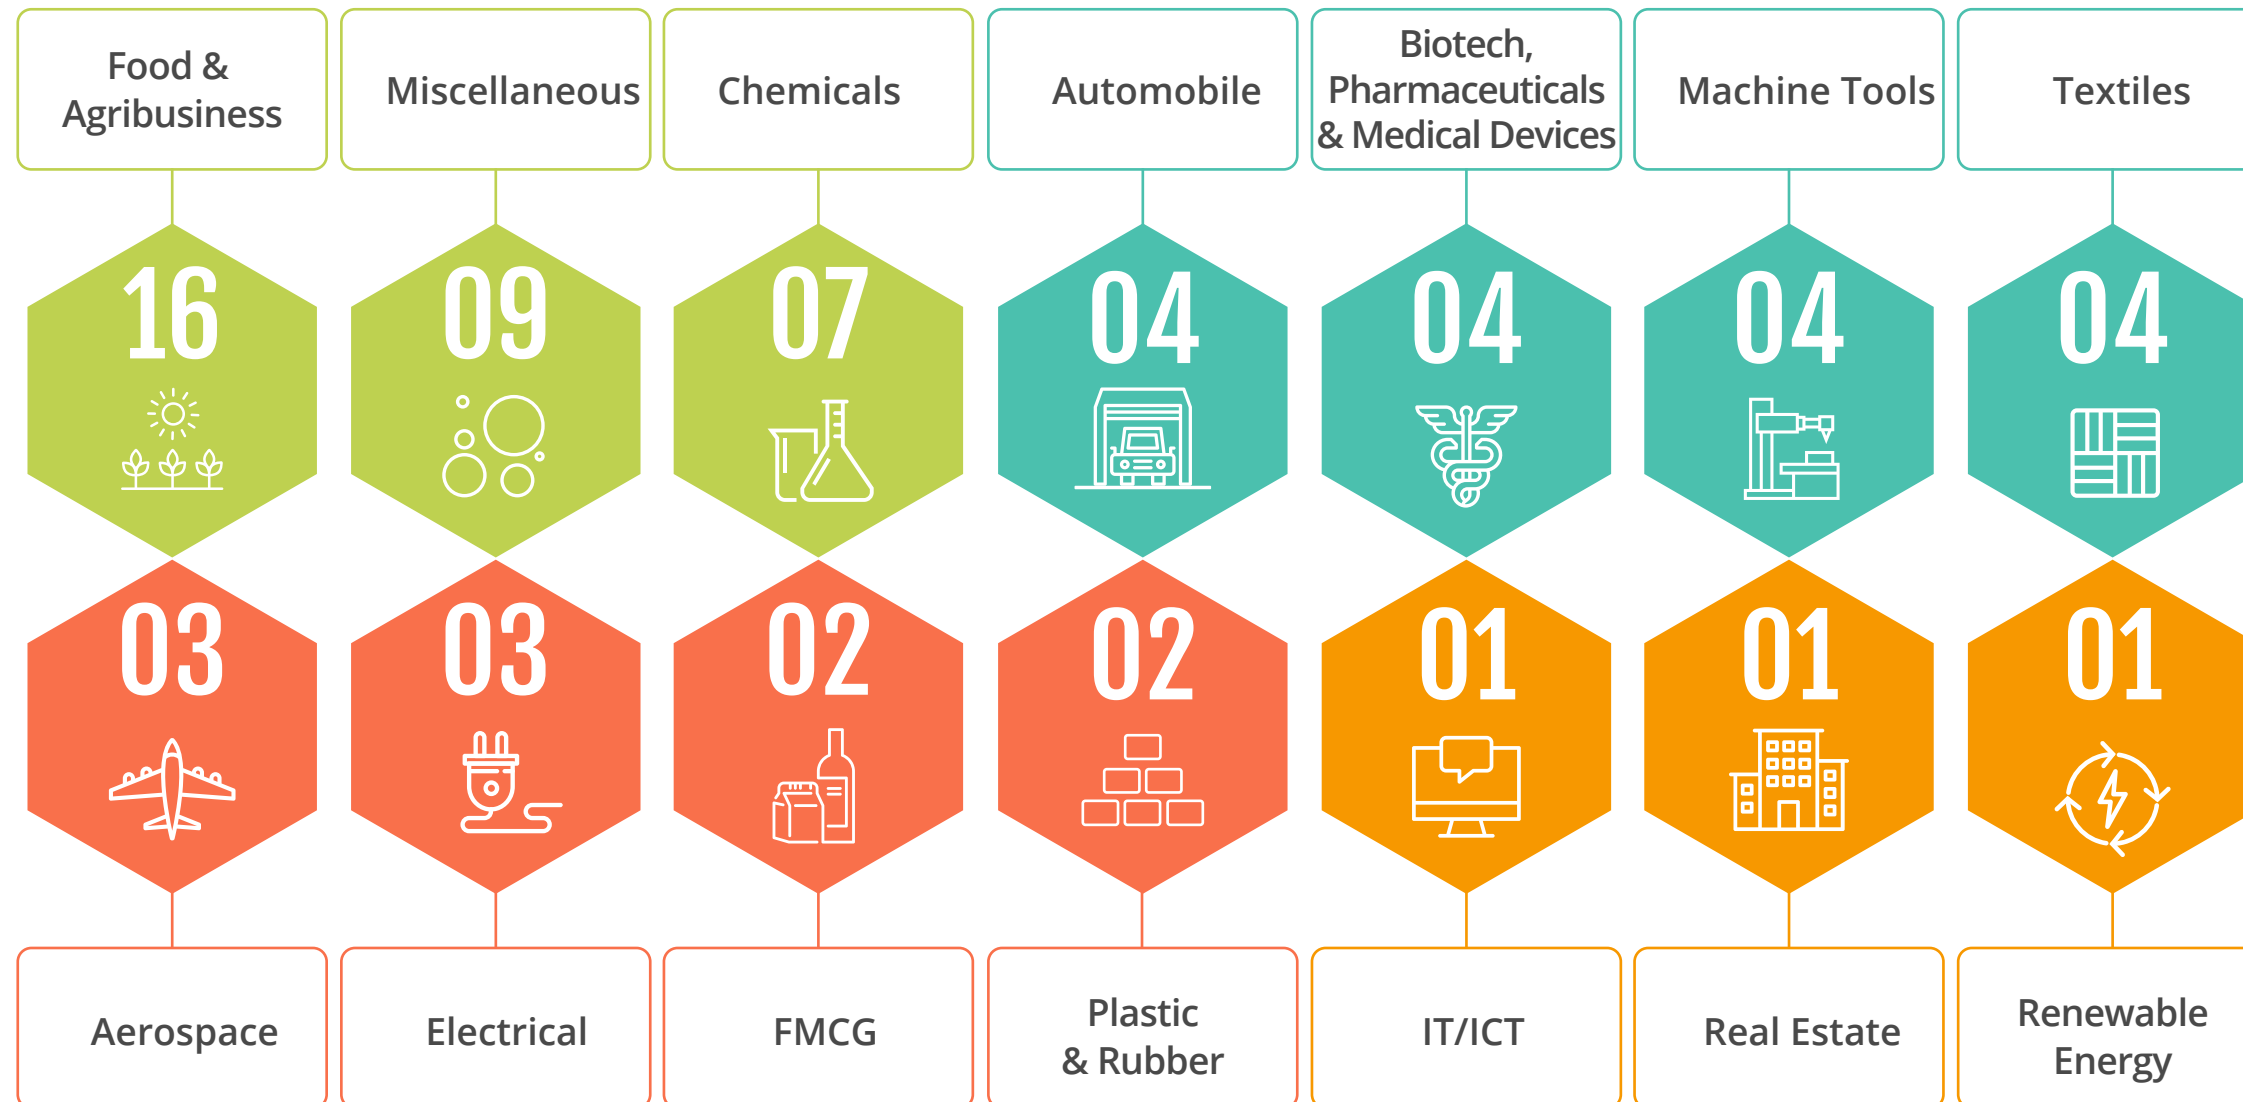 Food &
Agribusiness
Miscellaneous
Chemicals
Automobile
Biotech,
Pharmaceuticals
& Medical Devices
Machine Tools
Textiles
16
09
07
04
04
04
04
03
03
02
02
01
01
01
Aerospace
Electrical
FMCG
Plastic
& Rubber
IT/ICT
Real Estate
Renewable
Energy